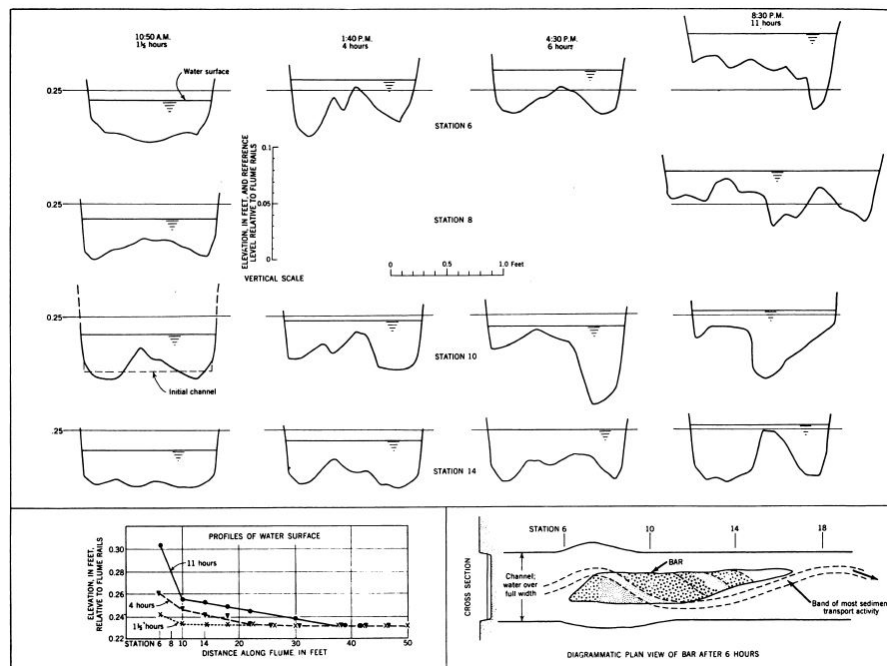 10:50 A.M.
1½ hours
1:40 P.M.
4 hours
4:30 P.M.
6 hours
8:30 P.M.
11 hours
Water surface
0.25
STATION 6
0.25
STATION 8
ELEVATION, IN FEET, AND REFERENCE
LEVEL RELATIVE TO FLUME RAILS
0.10
0.05
0
VERTICAL SCALE
0 0.5 1.0 Feet
0.25
STATION 10
Initial channel
0.25
STATION 14
PROFILES OF WATER SURFACE
ELEVATION, IN FEET,
RELATIVE TO FLUME RAILS
0.30
0.28
0.26
0.24
0.22
11 hours
4 hours
1½ hours
STATION 6 8 10 14 18 20 30 40 50
DISTANCE ALONG FLUME, IN FEET
STATION 6 10 14 18
CROSS SECTION
Channel;
water over
full width
BAR
Band of most sediment
transport activity
DIAGRAMMATIC PLAN VIEW OF BAR AFTER 6 HOURS